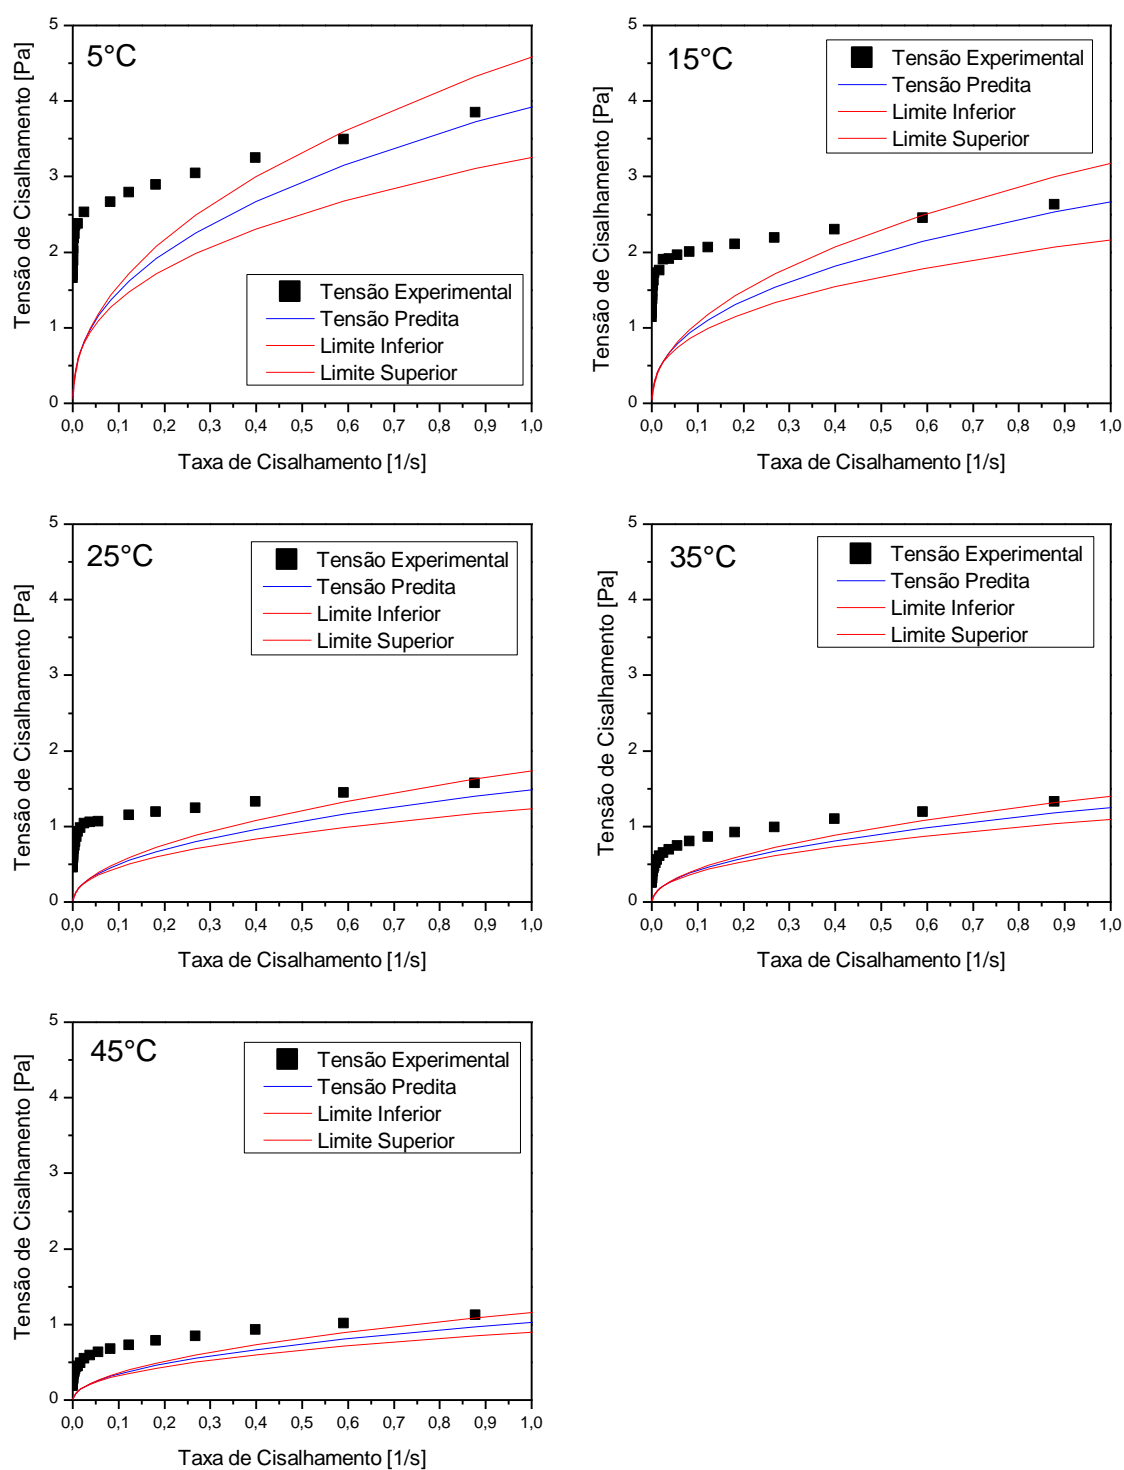 5°C
Tensão de Cisalhamento [Pa]
5
4
3
2
1
0
Tensão Experimental
Tensão Predita
Limite Inferior
Limite Superior
0,0 0,1 0,2 0,3 0,4 0,5 0,6 0,7 0,8 0,9 1,0
Taxa de Cisalhamento [1/s]
15°C
Tensão de Cisalhamento [Pa]
5
4
3
2
1
0
Tensão Experimental
Tensão Predita
Limite Inferior
Limite Superior
0,0 0,1 0,2 0,3 0,4 0,5 0,6 0,7 0,8 0,9 1,0
Taxa de Cisalhamento [1/s]
25°C
Tensão de Cisalhamento [Pa]
5
4
3
2
1
0
Tensão Experimental
Tensão Predita
Limite Inferior
Limite Superior
0,0 0,1 0,2 0,3 0,4 0,5 0,6 0,7 0,8 0,9 1,0
Taxa de Cisalhamento [1/s]
35°C
Tensão de Cisalhamento [Pa]
5
4
3
2
1
0
Tensão Experimental
Tensão Predita
Limite Inferior
Limite Superior
0,0 0,1 0,2 0,3 0,4 0,5 0,6 0,7 0,8 0,9 1,0
Taxa de Cisalhamento [1/s]
45°C
Tensão de Cisalhamento [Pa]
5
4
3
2
1
0
Tensão Experimental
Tensão Predita
Limite Inferior
Limite Superior
0,0 0,1 0,2 0,3 0,4 0,5 0,6 0,7 0,8 0,9 1,0
Taxa de Cisalhamento [1/s]